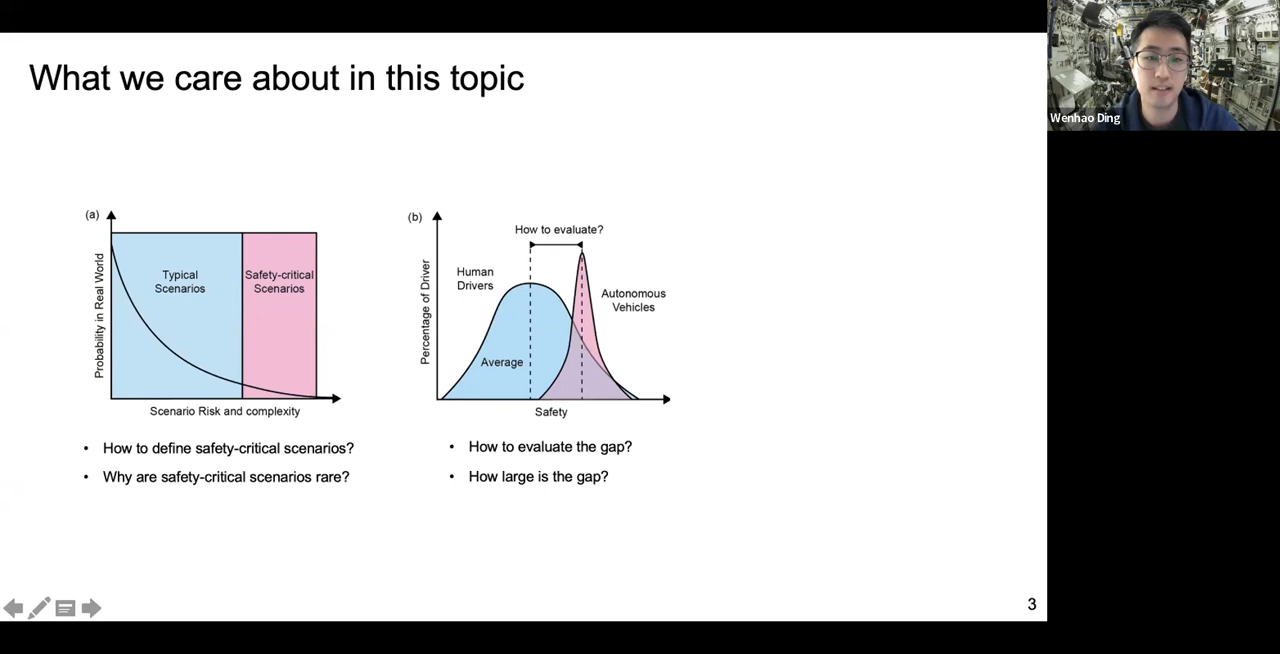 What we care about in this topic
Wenhao Ding
(a)
Probability in Real World
Typical
Scenarios
Safety-critical
Scenarios
Scenario Risk and complexity
• How to define safety-critical scenarios?
• Why are safety-critical scenarios rare?
(b)
How to evaluate?
Percentage of Driver
Human
Drivers
Autonomous
Vehicles
Average
Safety
• How to evaluate the gap?
• How large is the gap?
3